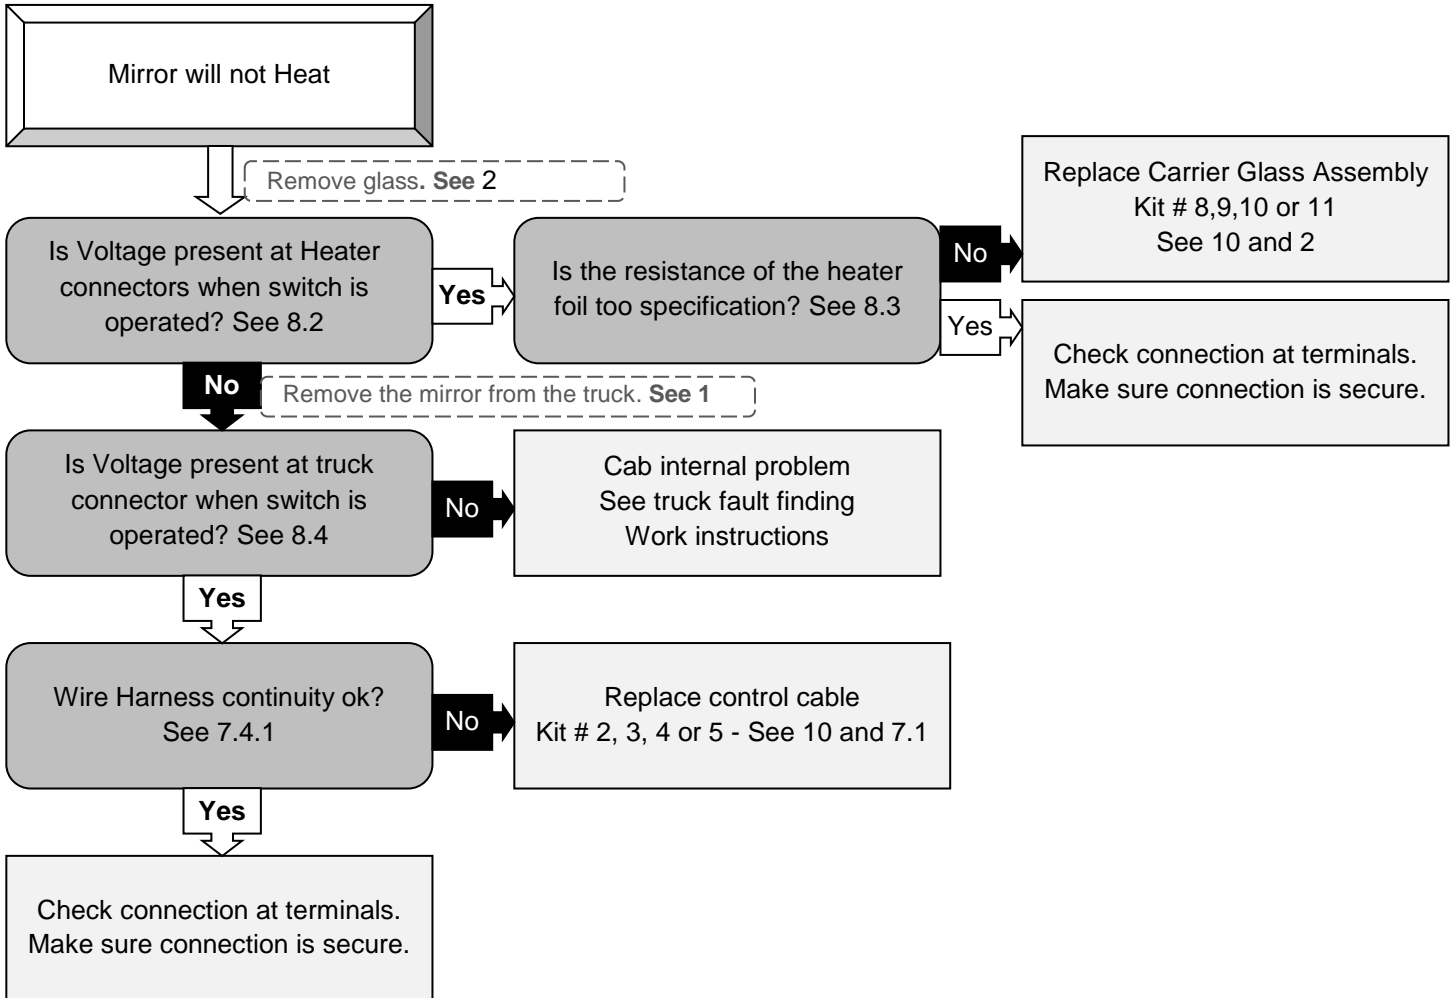 Mirror will not Heat
Remove glass. See 2
Is Voltage present at Heater
connectors when switch is
operated? See 8.2
Yes
Is the resistance of the heater
foil too specification? See 8.3
No
Replace Carrier Glass Assembly
Kit # 8,9,10 or 11
See 10 and 2
Yes
Check connection at terminals.
Make sure connection is secure.
No
Remove the mirror from the truck. See 1
Is Voltage present at truck
connector when switch is
operated? See 8.4
No
Cab internal problem
See truck fault finding
Work instructions
Yes
Wire Harness continuity ok?
See 7.4.1
No
Replace control cable
Kit # 2, 3, 4 or 5 - See 10 and 7.1
Yes
Check connection at terminals.
Make sure connection is secure.